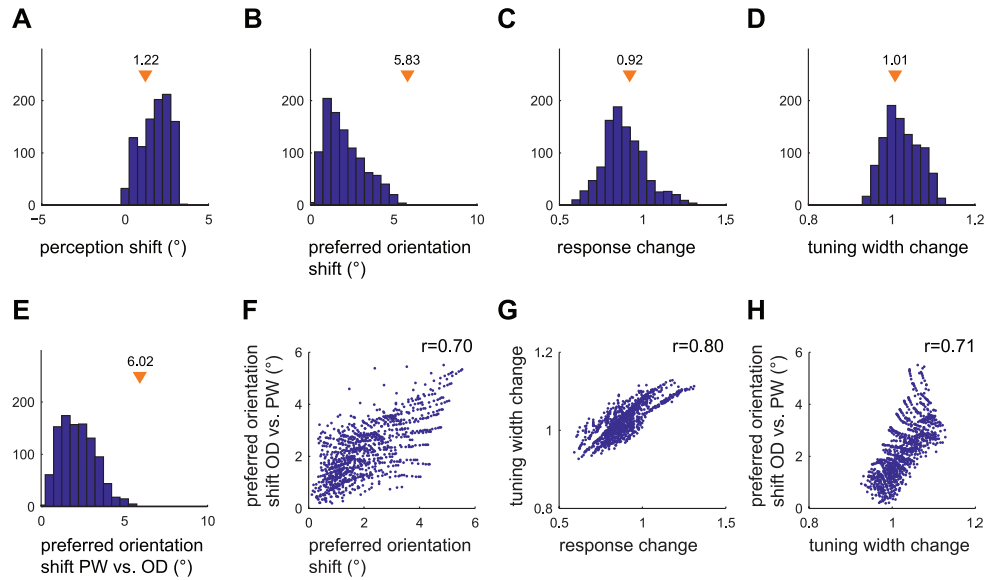 A
1.22
200
100
0
−5
0
5
perception shift (°)
B
5.83
200
100
0
0
5
10
preferred orientation
shift (°)
C
0.92
200
100
0
0.5
1
1.5
response change
D
1.01
200
100
0
0.8
1
1.2
tuning width change
E
6.02
200
100
0
0
5
10
preferred orientation
shift PW vs. OD (°)
F
r=0.70
preferred orientation
shift OD vs. PW (°)
6
4
2
0
0
2
4
6
preferred orientation
shift (°)
G
r=0.80
tuning width change
1.2
1
0.8
0.5
1
1.5
response change
H
r=0.71
preferred orientation
shift OD vs. PW (°)
6
4
2
0
0.8
1
1.2
tuning width change